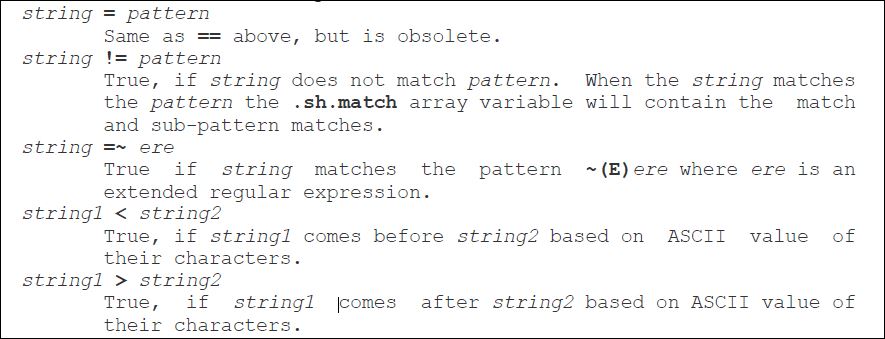 string = pattern
Same as == above, but is obsolete.
string != pattern
True, if string does not match pattern. When the string matches
the pattern the .sh.match array variable will contain the match
and sub-pattern matches.
string =~ ere
True if string matches the pattern ~(E)ere where ere is an
extended regular expression.
string1 < string2
True, if string1 comes before string2 based on ASCII value of
their characters.
string1 > string2
True, if string1 comes after string2 based on ASCII value of
their characters.